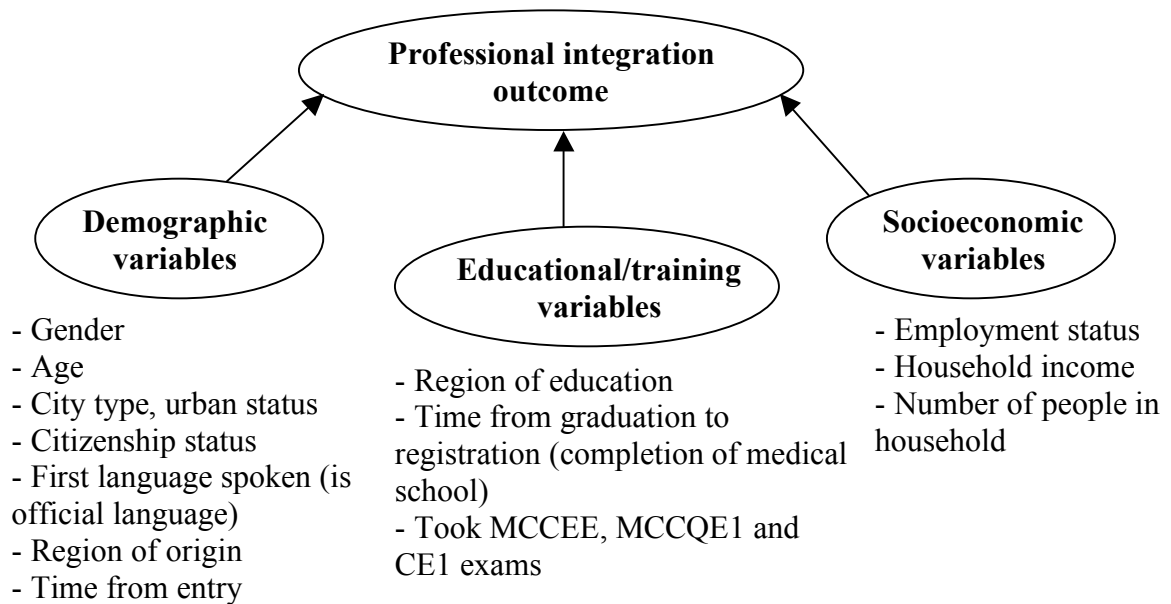 Professional integration
outcome
Demographic
variables
- Gender
- Age
- City type, urban status
- Citizenship status
- First language spoken (is
official language)
- Region of origin
- Time from entry
Educational/training
variables
- Region of education
- Time from graduation to
registration (completion of medical
school)
- Took MCCEE, MCCQE1 and
CE1 exams
Socioeconomic
variables
- Employment status
- Household income
- Number of people in
household